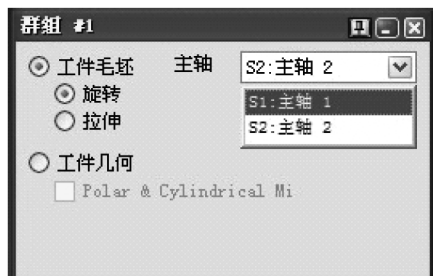 群组 #1
工件毛坯 主轴 S2:主轴 2
旋转 S1:主轴 1
拉伸 S2:主轴 2
工件几何
Polar & Cylindrical Mi